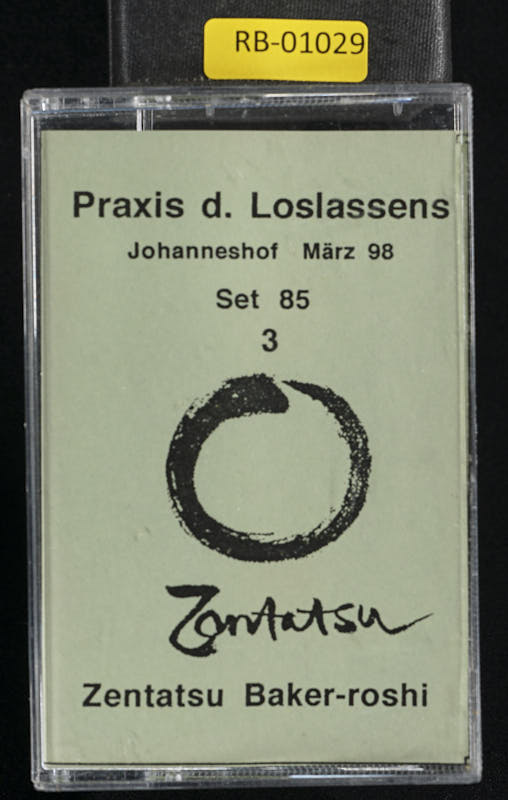 RB-01029
Praxis d. Loslassens
Johanneshof März 98
Set 85
3
Zentatsu
Zentatsu Baker-roshi